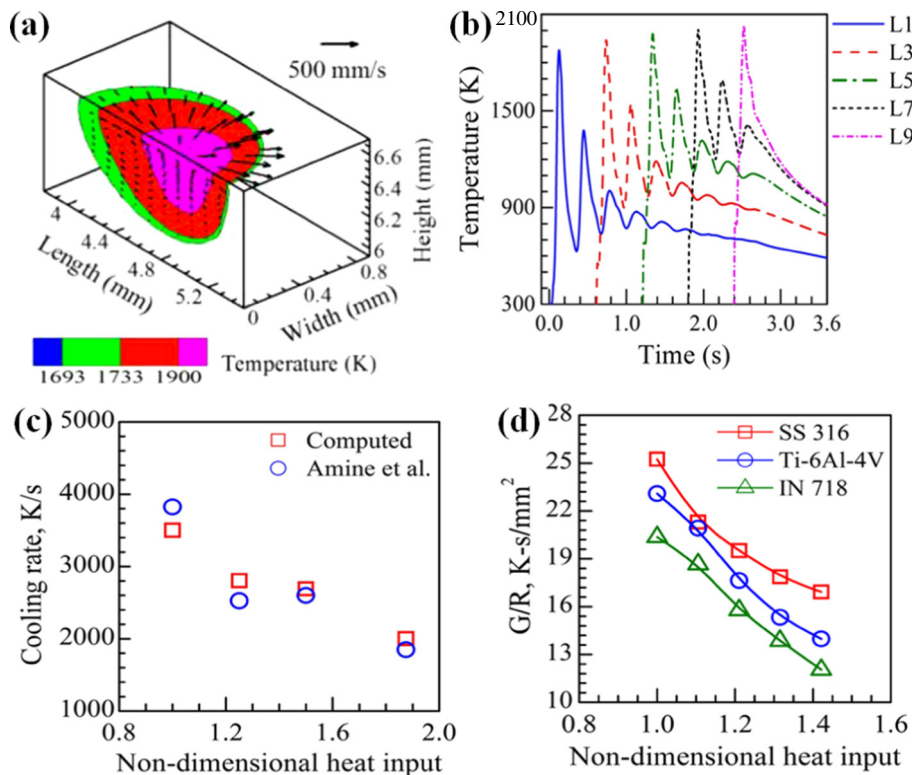 (a)
500 mm/s
6.6
6.4
6.2
6
Height (mm)
4
4.4
4.8
5.2
Length (mm)
0
0.4
0.8
Width (mm)
1693 1733 1900
Temperature (K)
(b)
2100
1500
900
300
Temperature (K)
0.0 1.0 2.0 3.0 3.6
Time (s)
L1
L3
L5
L7
L9
(c)
5000
4000
3000
2000
1000
Cooling rate, K/s
Computed
Amine et al.
0.8 1.2 1.6 2.0
Non-dimensional heat input
(d)
28
25
22
19
16
13
10
G/R, K-s/mm²
SS 316
Ti-6Al-4V
IN 718
0.8 1.0 1.2 1.4 1.6
Non-dimensional heat input